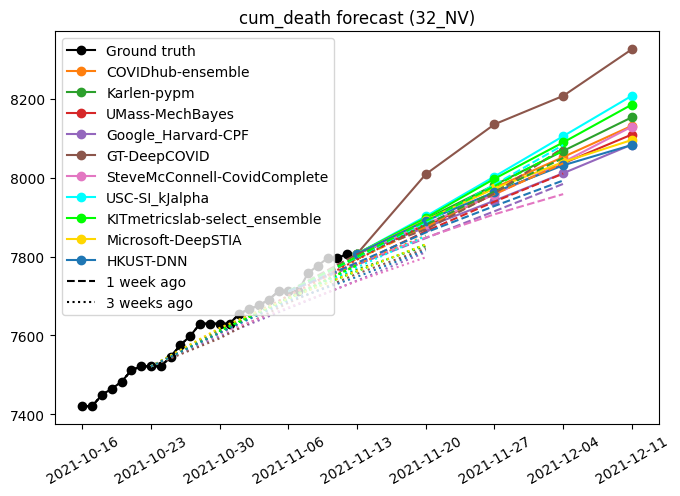 cum_death forecast (32_NV)
Ground truth
COVIDhub-ensemble
Karlen-pypm
UMass-MechBayes
Google_Harvard-CPF
GT-DeepCOVID
SteveMcConnell-CovidComplete
USC-SI_kJalpha
KITmetricslab-select_ensemble
Microsoft-DeepSTIA
HKUST-DNN
1 week ago
3 weeks ago
8200
8000
7800
7600
7400
2021-10-16
2021-10-23
2021-10-30
2021-11-06
2021-11-13
2021-11-20
2021-11-27
2021-12-04
2021-12-11